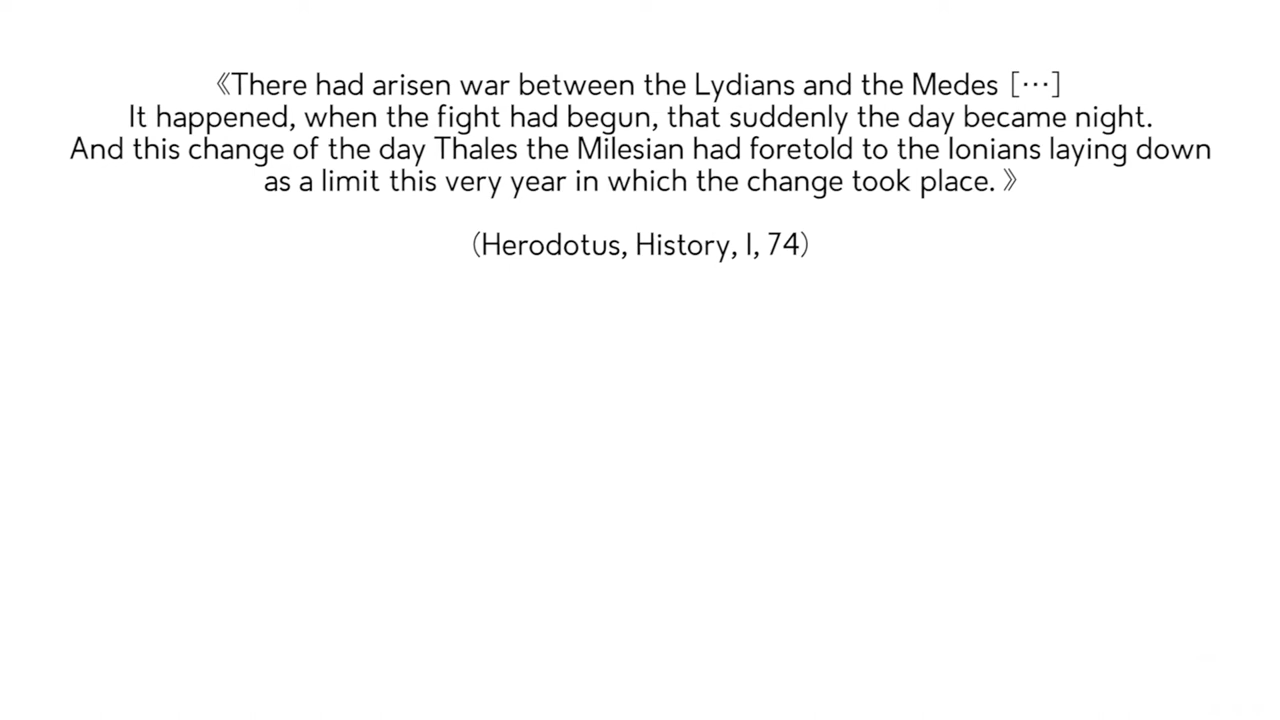 《There had arisen war between the Lydians and the Medes [⋯]
It happened, when the fight had begun, that suddenly the day became night.
And this change of the day Thales the Milesian had foretold to the Ionians laying down
as a limit this very year in which the change took place. 》
(Herodotus, History, I, 74)